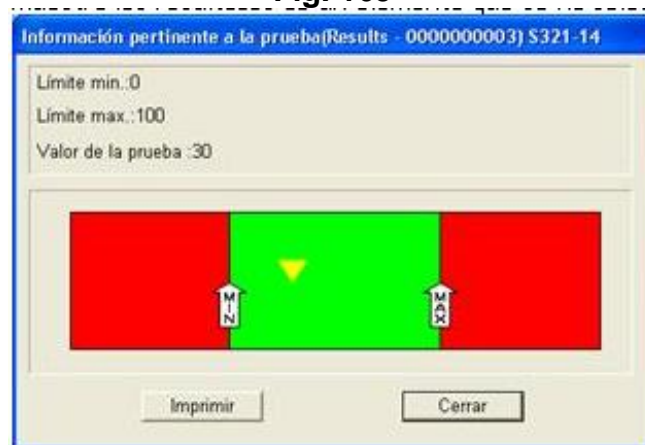 Información pertinente a la prueba(Results - 0000000003) S321-14
Límite min.:0
Límite max.:100
Valor de la prueba :30
MIN
MAX
Imprimir
Cerrar